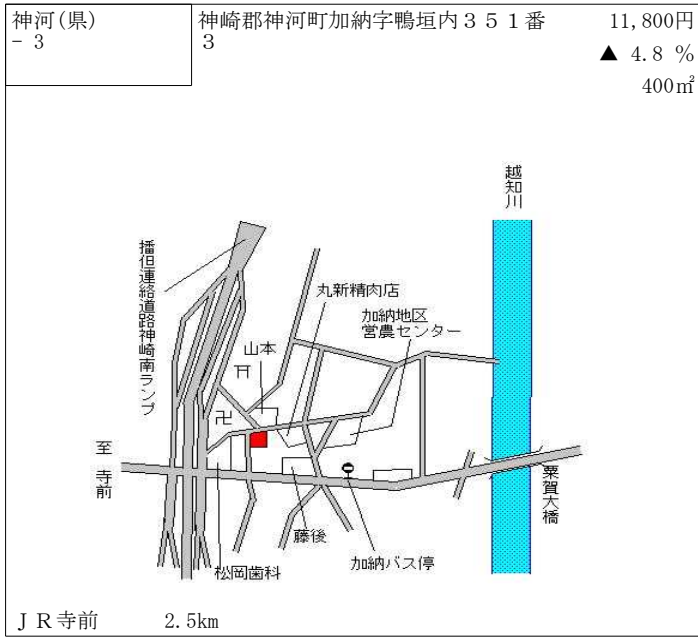 神河(県)
- 3
神崎郡神河町加納字鴨垣内３５１番
3
11,800円
▲ 4.8 %
400㎡
越知川
播但連絡道路神崎南ランプ
丸新精肉店
加納地区
営農センター
山本
卍
至 寺前
粟賀大橋
藤後
加納バス停
松岡歯科
ＪＲ寺前 2.5km